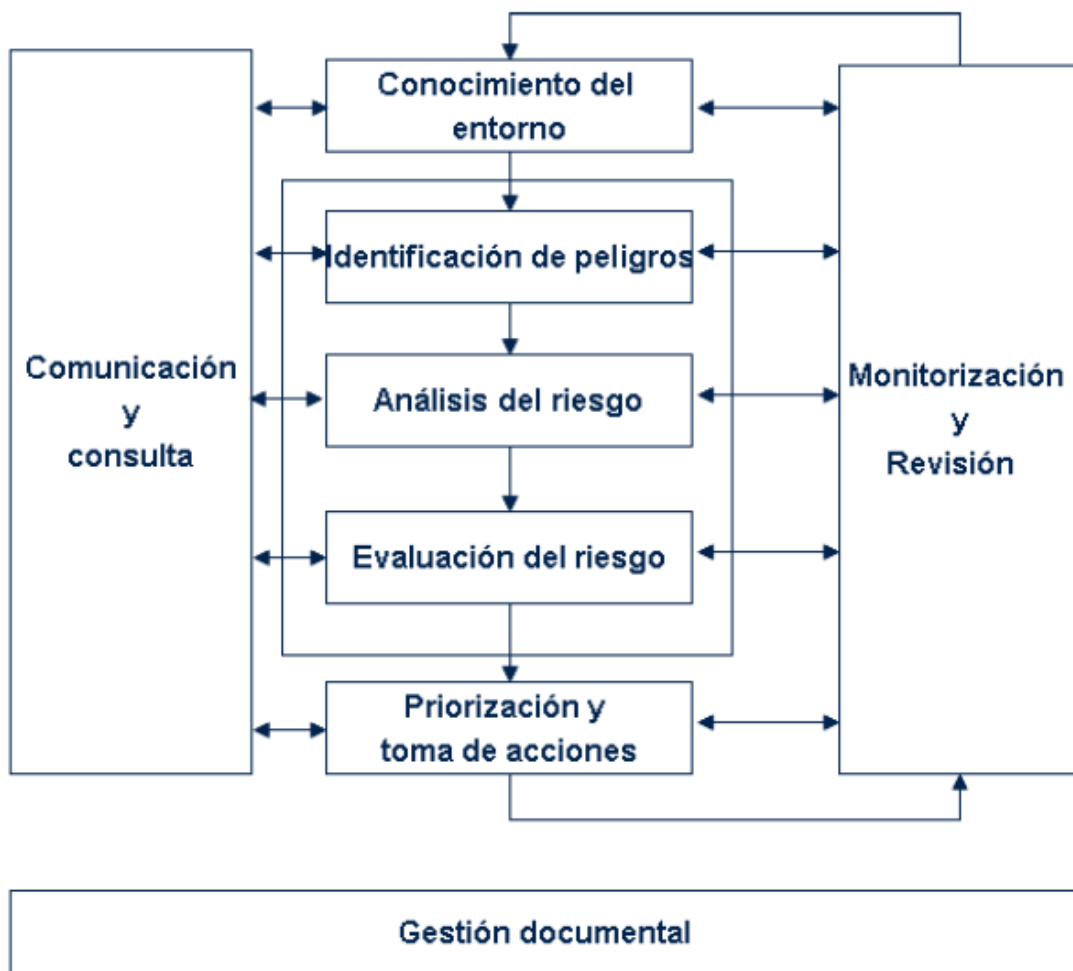 Conocimiento del
entorno
Identificación de peligros
Comunicación
y
consulta
Análisis del riesgo
Monitorización
y
Revisión
Evaluación del riesgo
Priorización y
toma de acciones
Gestión documental